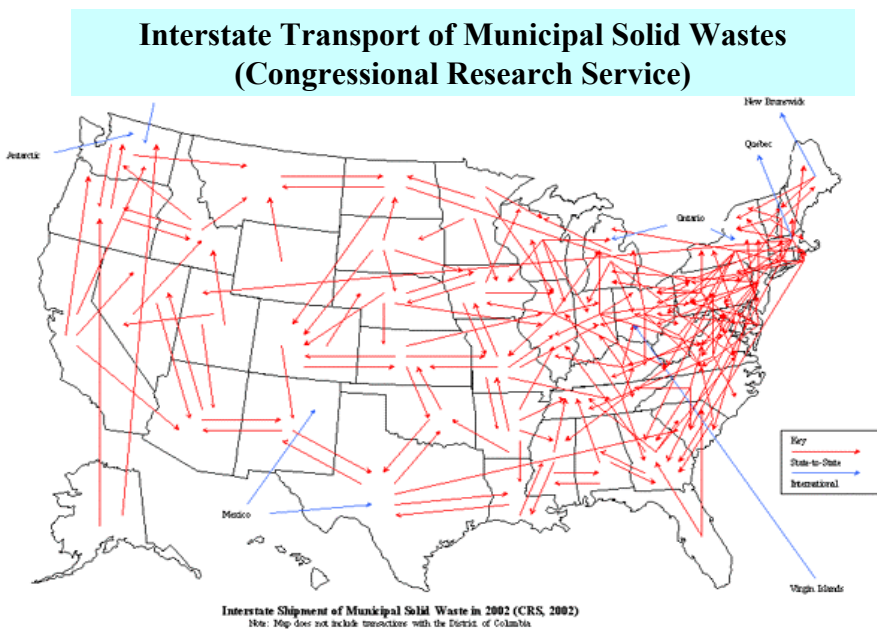 Interstate Transport of Municipal Solid Wastes
(Congressional Research Service)
New Brunswick
Quebec
Antarctic
Ontario
Key
State-to-State
International
Mexico
Virgin Islands
Interstate Shipment of Municipal Solid Waste in 2002 (CRS, 2002)
Note: Map does not include transactions with the District of Columbia